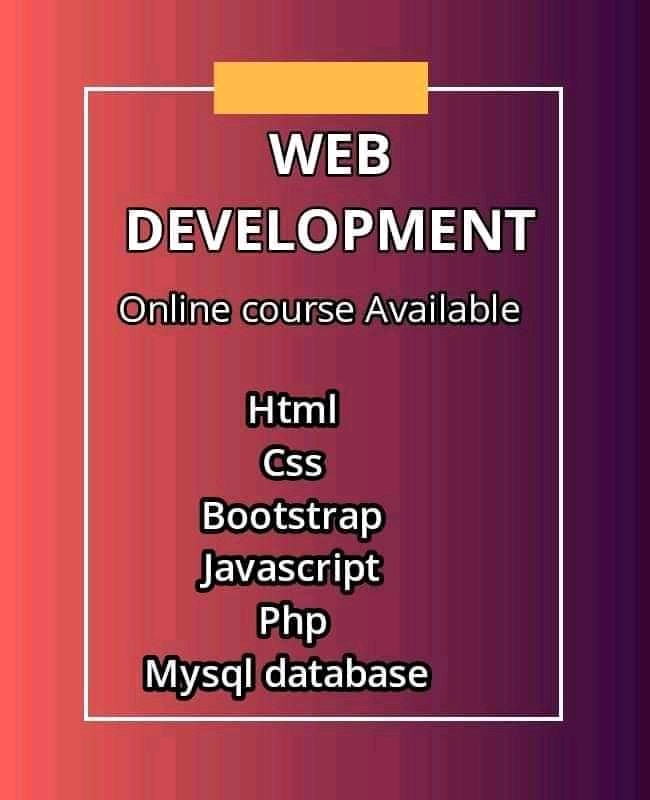 WEB
DEVELOPMENT
Online course Available
Html
Css
Bootstrap
Javascript
Php
Mysql database